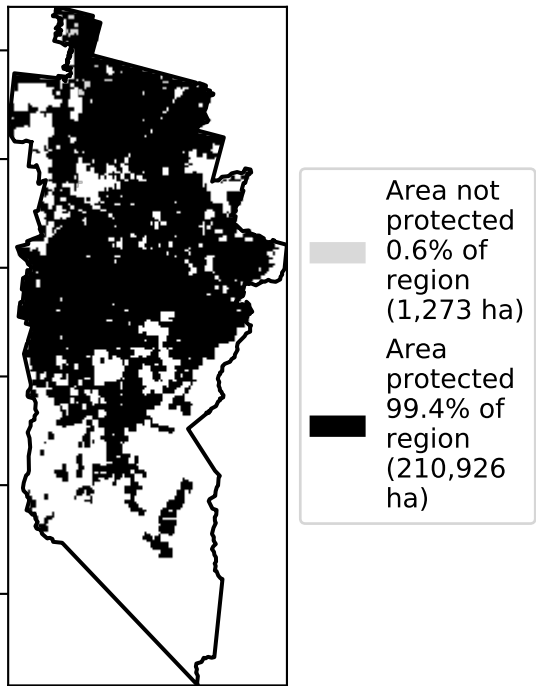 Area not
protected
0.6% of
region
(1,273 ha)
Area
protected
99.4% of
region
(210,926
ha)